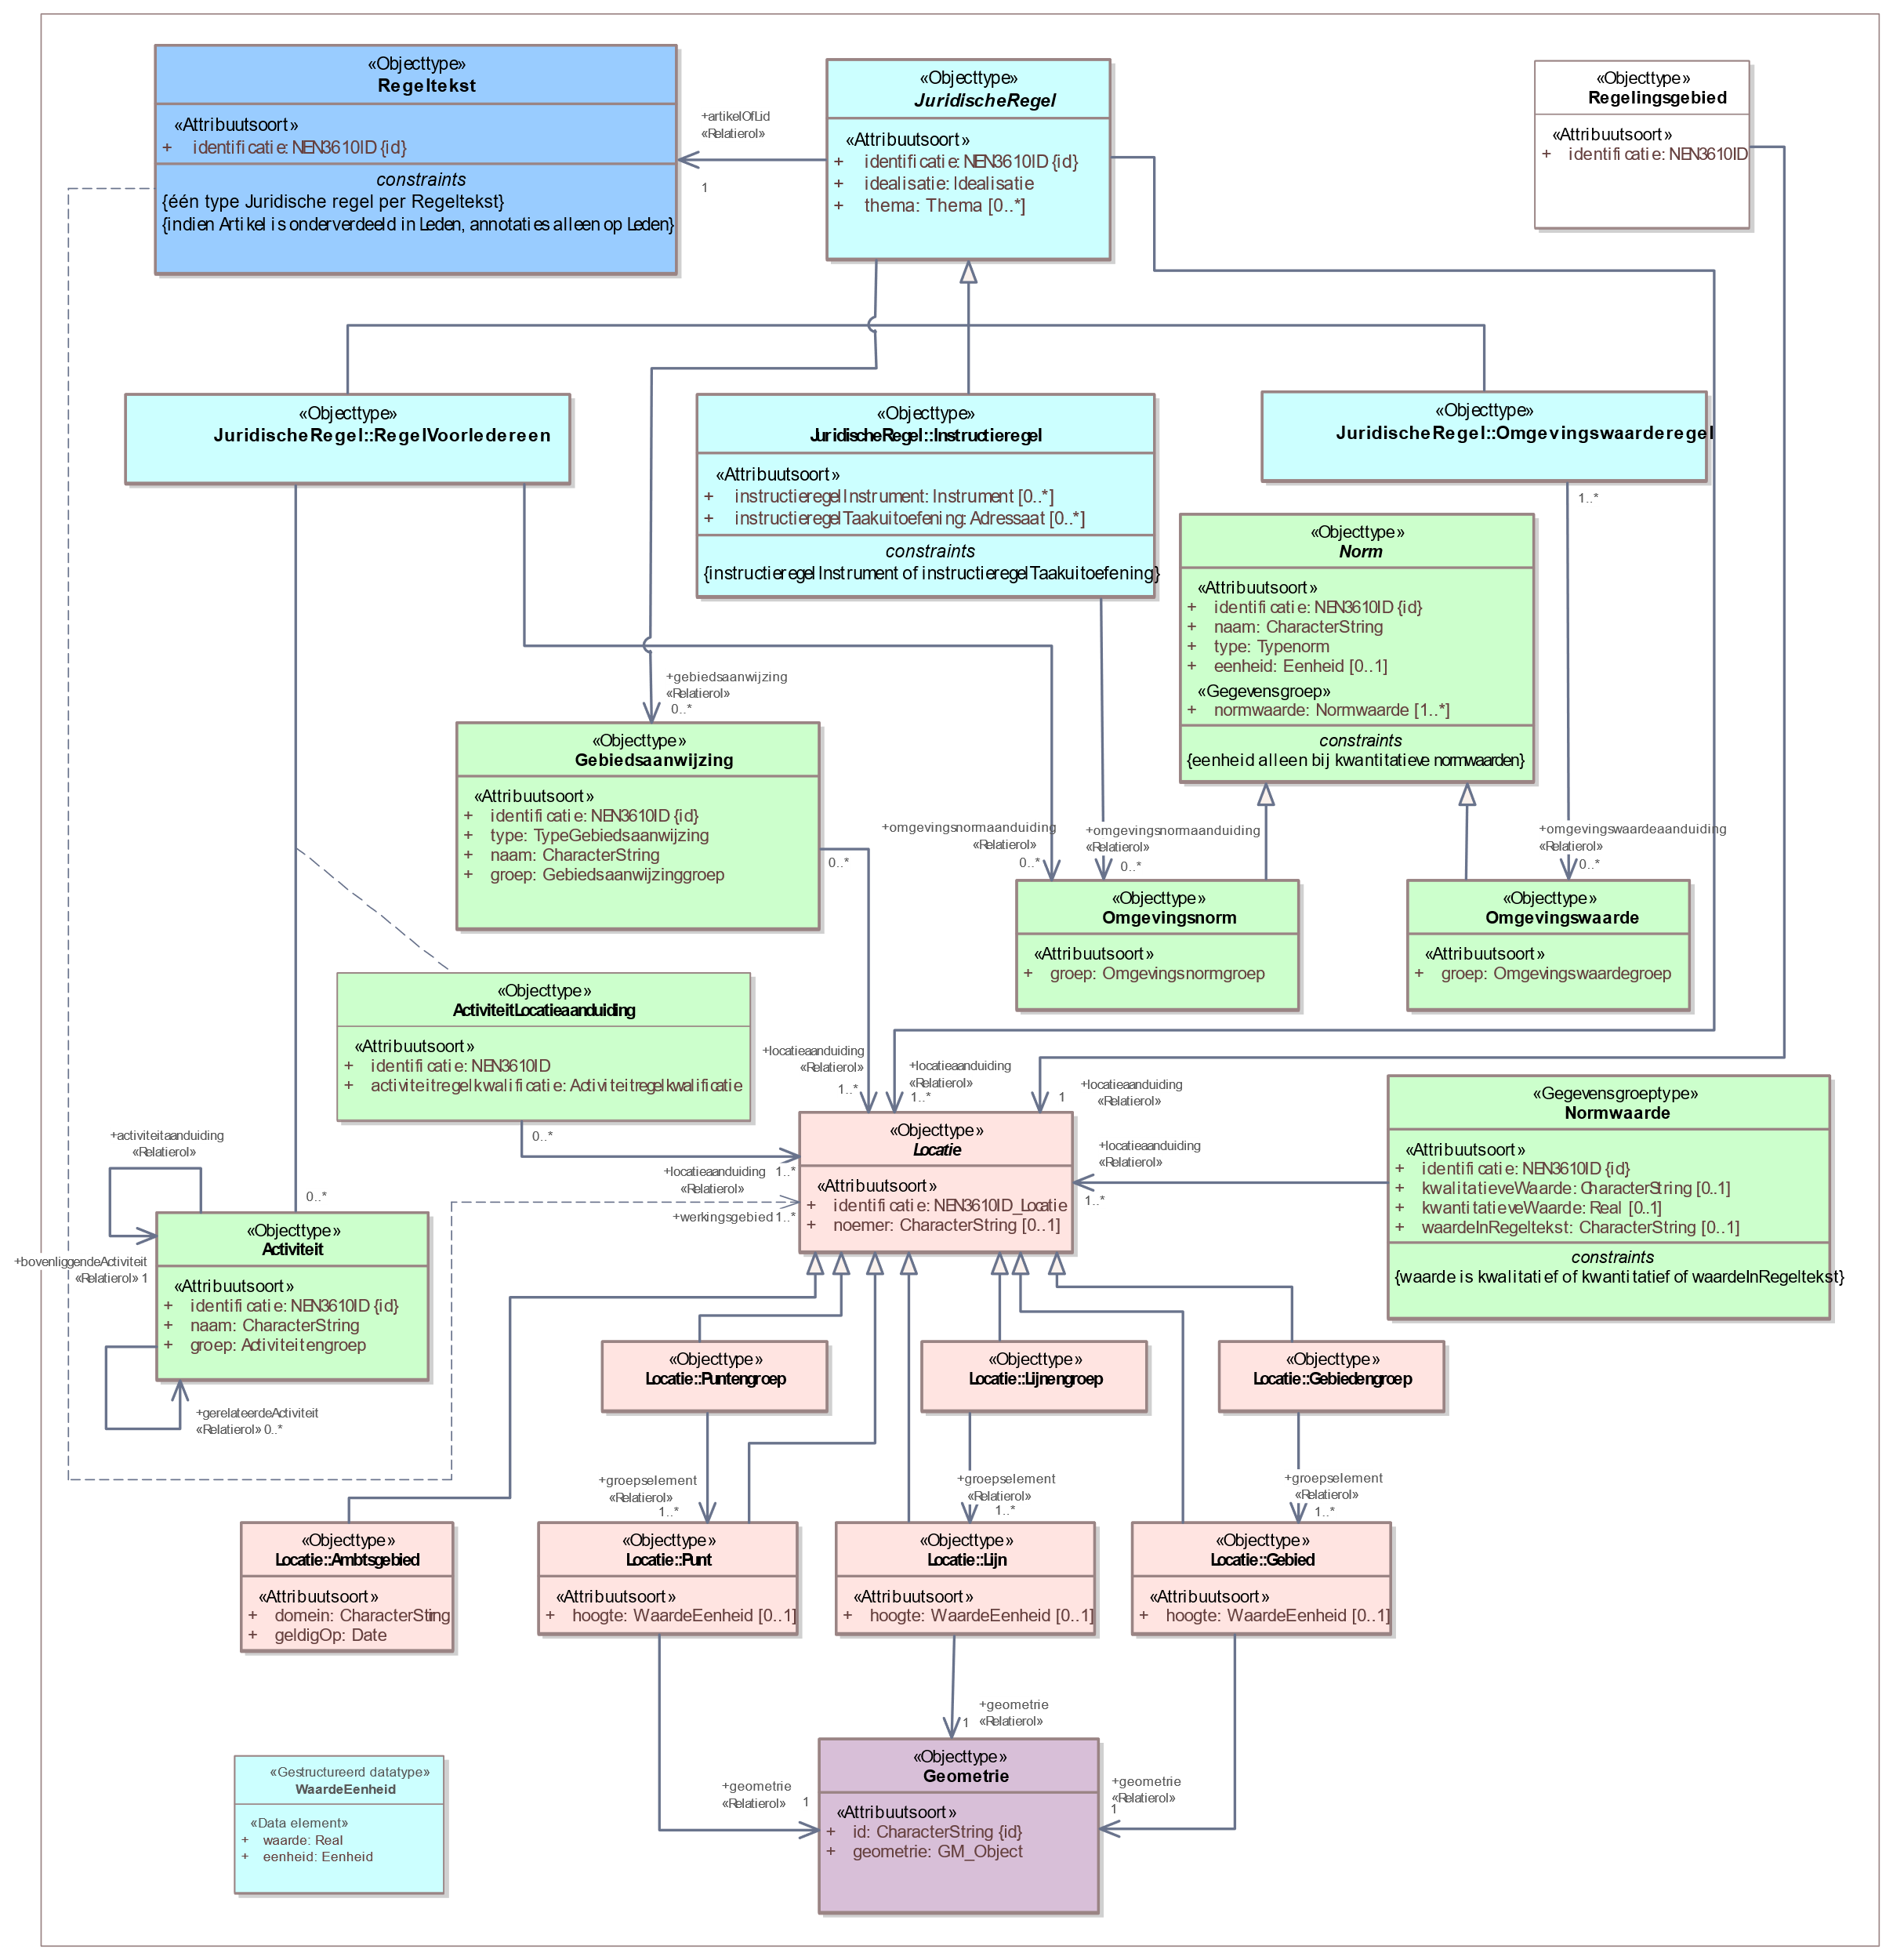 «Objecttype»
Regeltekst
«Attribuutsoort»
+ identificatie: NEN3610ID {id}
constraints
{één type Juridische regel per Regeltekst}
{indien Artikel is onderverdeeld in Leden, annotaties alleen op Leden}
+artikelOfLid
«Relatierol»
1
«Objecttype»
JuridischeRegel
«Attribuutsoort»
+ identificatie: NEN3610ID {id}
+ idealisatie: Idealisatie
+ thema: Thema [0..*]
«Objecttype»
Regelingsgebied
«Attribuutsoort»
+ identificatie: NEN3610ID
«Objecttype»
JuridischeRegel::RegelVoorIedereen
«Objecttype»
JuridischeRegel::Instructieregel
«Attribuutsoort»
+ instructieregelInstrument: Instrument [0..*]
+ instructieregelTaakuitoefening: Adressaat [0..*]
constraints
{instructieregelInstrument of instructieregelTaakuitoefening}
«Objecttype»
JuridischeRegel::Omgevingswaarderegel
1..*
«Objecttype»
Norm
«Attribuutsoort»
+ identificatie: NEN3610ID {id}
+ naam: CharacterString
+ type: Typenorm
+ eenheid: Eenheid [0..1]
«Gegevensgroep»
+ normwaarde: Normwaarde [1..*]
constraints
{eenheid alleen bij kwantitatieve normwaarden}
+gebiedsaanwijzing
«Relatierol»
0..*
«Objecttype»
Gebiedsaanwijzing
«Attribuutsoort»
+ identificatie: NEN3610ID {id}
+ type: TypeGebiedsaanwijzing
+ naam: CharacterString
+ groep: Gebiedsaanwijzinggroep
0..*
+omgevingsnormaanduiding
«Relatierol»
0..*
+omgevingsnormaanduiding
«Relatierol»
0..*
+omgevingswaardeaanduiding
«Relatierol»
0..*
«Objecttype»
Omgevingsnorm
«Attribuutsoort»
+ groep: Omgevingsnormgroep
«Objecttype»
Omgevingswaarde
«Attribuutsoort»
+ groep: Omgevingswaardegroep
«Objecttype»
ActiviteitLocatieaanduiding
«Attribuutsoort»
+ identificatie: NEN3610ID
+ activiteitregelkwalificatie: Activiteitregelkwalificatie
0..*
+locatieaanduiding
«Relatierol»
1..*
+locatieaanduiding
«Relatierol»
1..*
+locatieaanduiding
«Relatierol»
1
+locatieaanduiding
«Relatierol»
1..*
+locatieaanduiding
«Relatierol»
1..*
+werkingsgebied 1..*
«Objecttype»
Locatie
«Attribuutsoort»
+ identificatie: NEN3610ID_Locatie
+ noemer: CharacterString [0..1]
«Gegevensgroeptype»
Normwaarde
«Attribuutsoort»
+ identificatie: NEN3610ID {id}
+ kwalitatieveWaarde: CharacterString [0..1]
+ kwantitatieveWaarde: Real [0..1]
+ waardeInRegeltekst: CharacterString [0..1]
constraints
{waarde is kwalitatief of kwantitatief of waardeInRegeltekst}
+activiteitaanduiding
«Relatierol»
0..*
+bovenliggendeActiviteit
«Relatierol» 1
«Objecttype»
Activiteit
«Attribuutsoort»
+ identificatie: NEN3610ID {id}
+ naam: CharacterString
+ groep: Activiteitengroep
+gerelateerdeActiviteit
«Relatierol» 0..*
«Objecttype»
Locatie::Puntengroep
«Objecttype»
Locatie::Lijnengroep
«Objecttype»
Locatie::Gebiedengroep
+groepselement
«Relatierol»
1..*
+groepselement
«Relatierol»
1..*
+groepselement
«Relatierol»
1..*
«Objecttype»
Locatie::Ambtsgebied
«Attribuutsoort»
+ domein: CharacterString
+ geldigOp: Date
«Objecttype»
Locatie::Punt
«Attribuutsoort»
+ hoogte: WaardeEenheid [0..1]
«Objecttype»
Locatie::Lijn
«Attribuutsoort»
+ hoogte: WaardeEenheid [0..1]
«Objecttype»
Locatie::Gebied
«Attribuutsoort»
+ hoogte: WaardeEenheid [0..1]
+geometrie
«Relatierol»
1
+geometrie
«Relatierol»
1
+geometrie
«Relatierol»
1
«Objecttype»
Geometrie
«Attribuutsoort»
+ id: CharacterString {id}
+ geometrie: GM_Object
«Gestructureerd datatype»
WaardeEenheid
«Data element»
+ waarde: Real
+ eenheid: Eenheid